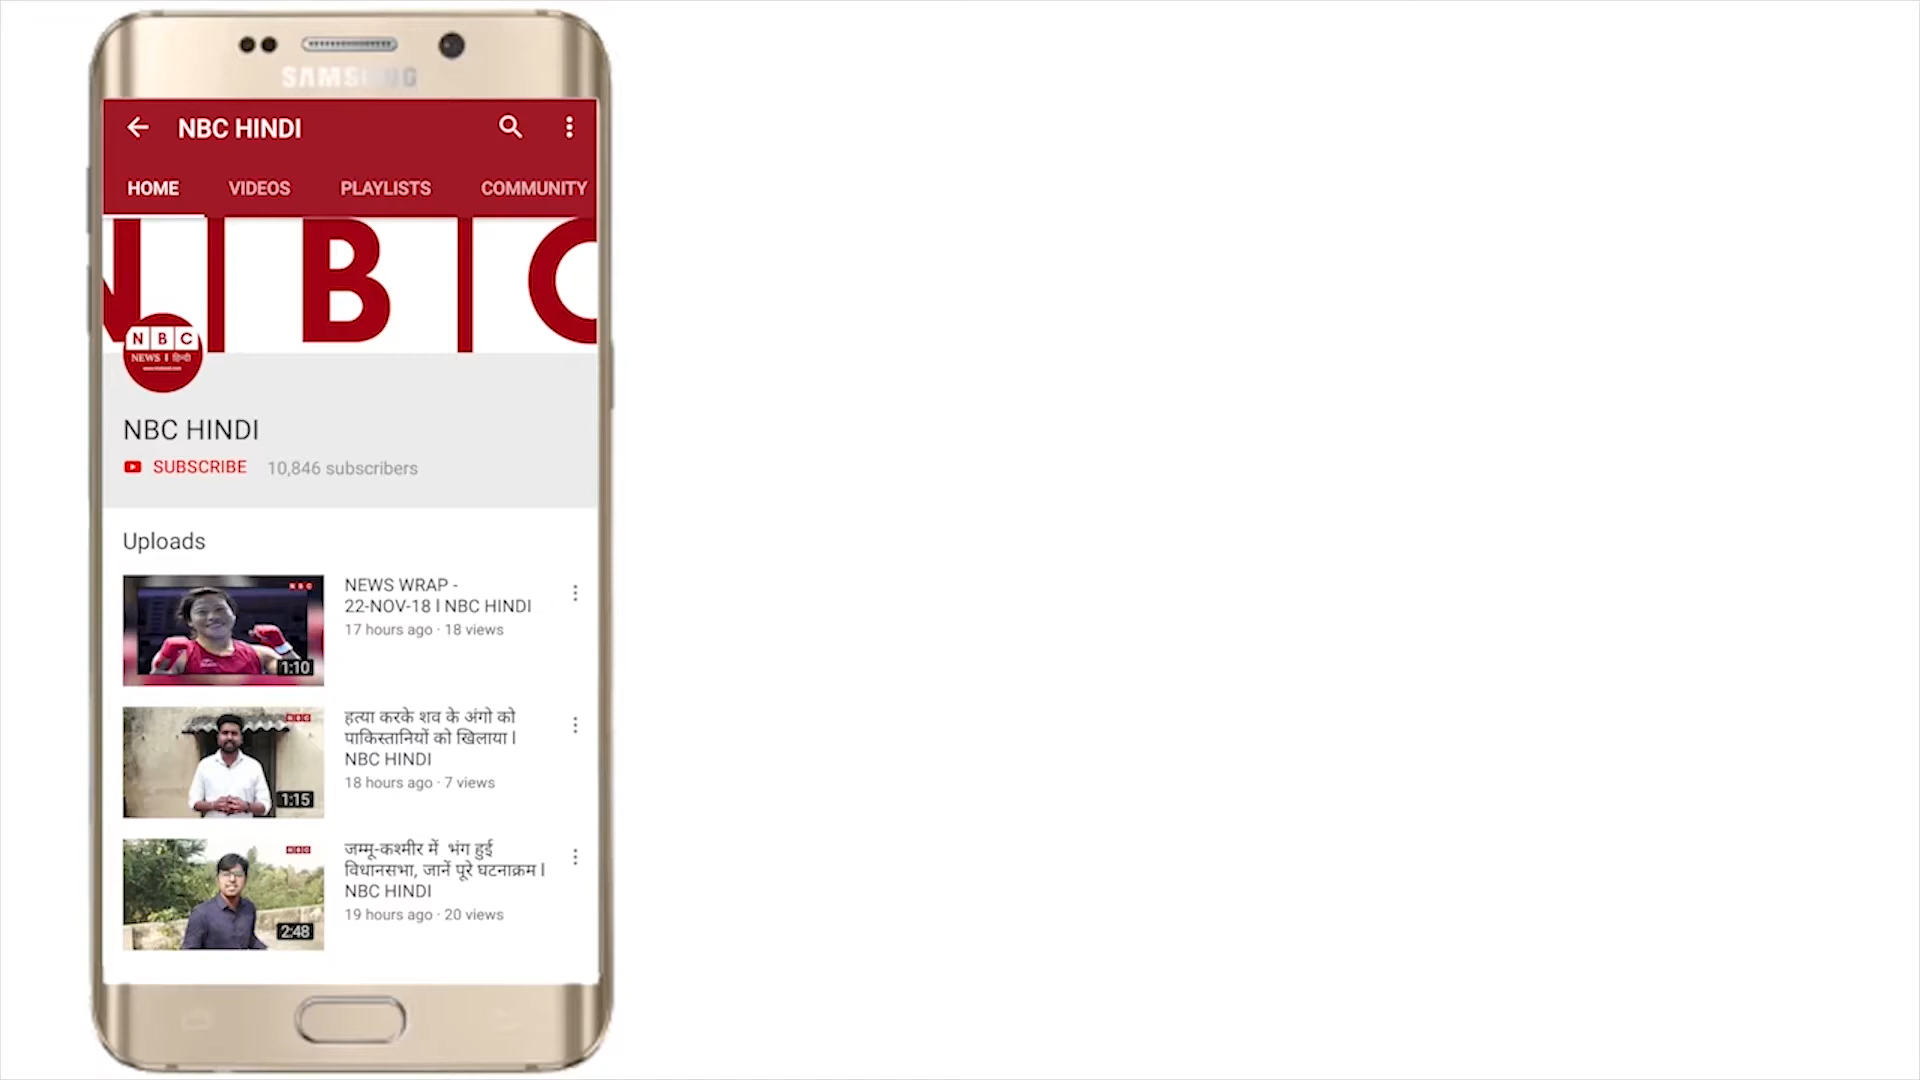 SAMSUNG
NBC HINDI
HOME VIDEOS PLAYLISTS COMMUNITY
N B C
N B C
NEWS I हिन्दी
NBC HINDI
SUBSCRIBE 10,846 subscribers
Uploads
NBC
NEWS WRAP -
22-NOV-18 l NBC HINDI
17 hours ago · 18 views
1:10
NBC
हत्या करके शव के अंगो को
पाकिस्तानियों को खिलाया l
NBC HINDI
18 hours ago · 7 views
1:15
NBC
जम्मू-कश्मीर में भंग हुई
विधानसभा, जानें पूरे घटनाक्रम l
NBC HINDI
19 hours ago · 20 views
2:48